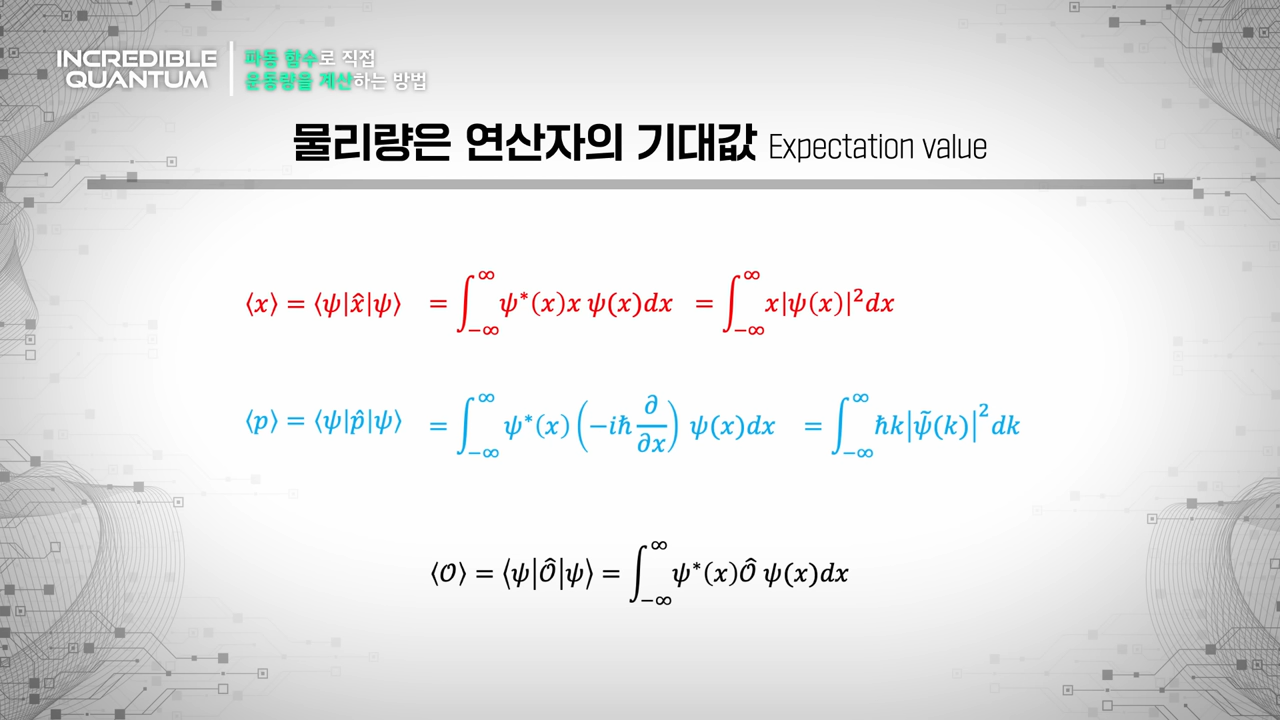 INCREDIBLE
QUANTUM
파동 함수로 직접
운동량을 계산하는 방법
물리량은 연산자의 기대값 Expectation value
⟨x⟩ = ⟨ψ|x̂|ψ⟩ = ∫_{−∞}^{∞} ψ*(x)x ψ(x)dx = ∫_{−∞}^{∞} x|ψ(x)|²dx
⟨p⟩ = ⟨ψ|p̂|ψ⟩ = ∫_{−∞}^{∞} ψ*(x)(−iħ ∂/∂x) ψ(x)dx = ∫_{−∞}^{∞} ħk|ψ̃(k)|²dk
⟨𝒪⟩ = ⟨ψ|𝒪̂|ψ⟩ = ∫_{−∞}^{∞} ψ*(x)𝒪̂ ψ(x)dx